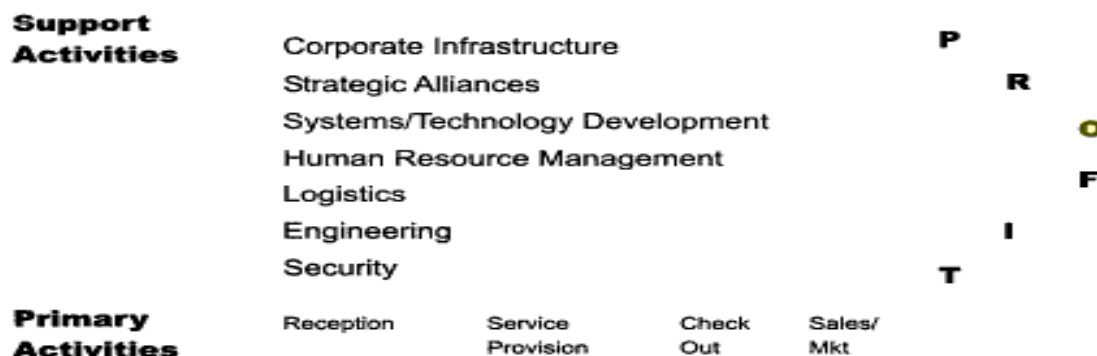 Support
Activities
Corporate Infrastructure
P
Strategic Alliances
R
Systems/Technology Development
O
Human Resource Management
F
Logistics
Engineering
I
Security
T
Primary
Activities
Reception
Service
Provision
Check
Out
Sales/
Mkt